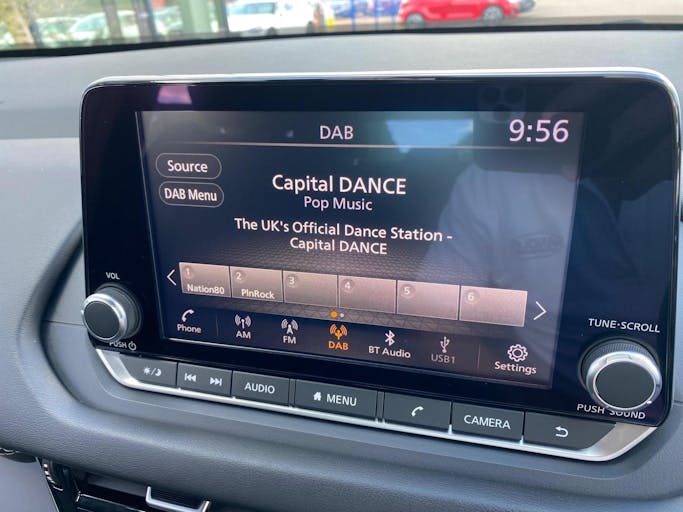 DAB
9:56
Source
DAB Menu
Capital DANCE
Pop Music
The UK's Official Dance Station -
Capital DANCE
1 Nation80
2 PlnRock
3
4
5
6
Phone
AM
FM
DAB
BT Audio
USB1
Settings
VOL
PUSH
TUNE·SCROLL
PUSH SOUND
AUDIO
MENU
CAMERA